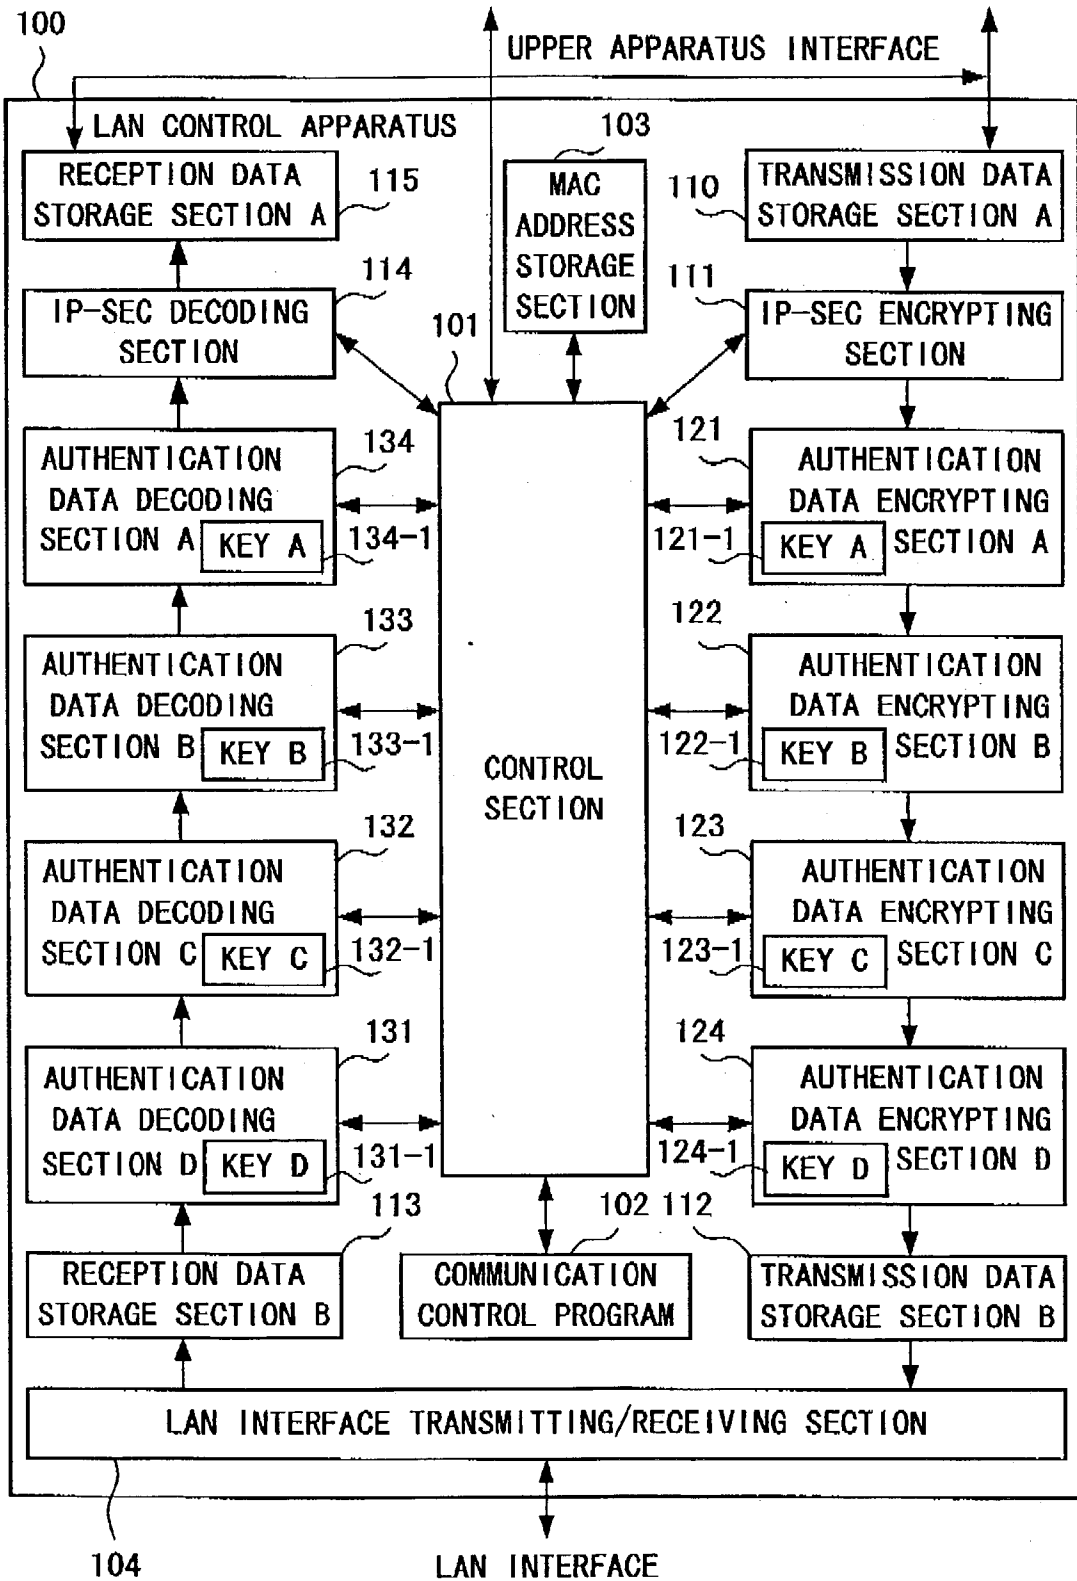 100
UPPER APPARATUS INTERFACE
LAN CONTROL APPARATUS
103
RECEPTION DATA
STORAGE SECTION A
115
MAC
ADDRESS
STORAGE
SECTION
110
TRANSMISSION DATA
STORAGE SECTION A
114
IP-SEC DECODING
SECTION
101
111
IP-SEC ENCRYPTING
SECTION
AUTHENTICATION
DATA DECODING
SECTION A
KEY A
134
134-1
121
121-1
AUTHENTICATION
DATA ENCRYPTING
SECTION A
KEY A
AUTHENTICATION
DATA DECODING
SECTION B
KEY B
133
133-1
CONTROL
SECTION
122
122-1
AUTHENTICATION
DATA ENCRYPTING
SECTION B
KEY B
AUTHENTICATION
DATA DECODING
SECTION C
KEY C
132
132-1
123
123-1
AUTHENTICATION
DATA ENCRYPTING
SECTION C
KEY C
AUTHENTICATION
DATA DECODING
SECTION D
KEY D
131
131-1
124
124-1
AUTHENTICATION
DATA ENCRYPTING
SECTION D
KEY D
113
102
112
RECEPTION DATA
STORAGE SECTION B
COMMUNICATION
CONTROL PROGRAM
TRANSMISSION DATA
STORAGE SECTION B
LAN INTERFACE TRANSMITTING/RECEIVING SECTION
104
LAN INTERFACE